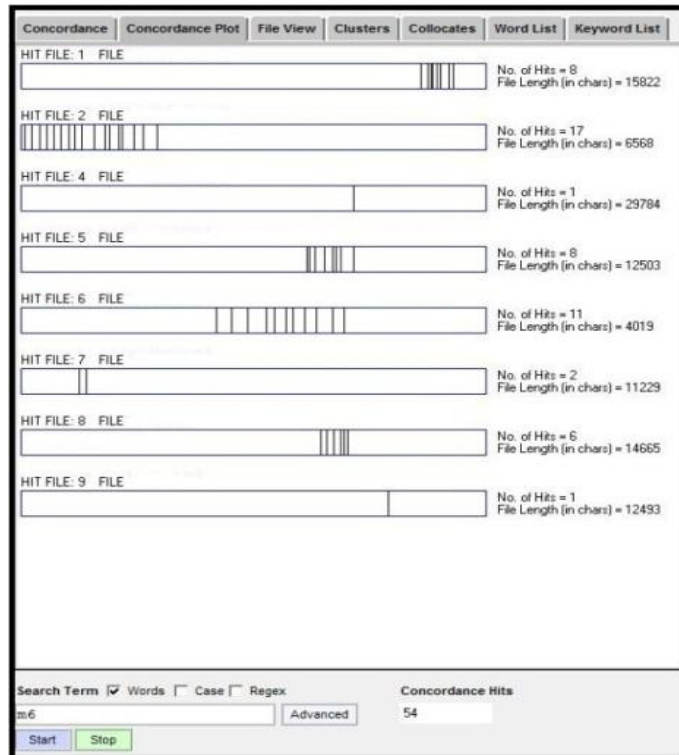 Concordance Concordance Plot File View Clusters Collocates Word List Keyword List
HIT FILE: 1 FILE
No. of Hits = 8
File Length (in chars) = 15822
HIT FILE: 2 FILE
No. of Hits = 17
File Length (in chars) = 6568
HIT FILE: 4 FILE
No. of Hits = 1
File Length (in chars) = 29784
HIT FILE: 5 FILE
No. of Hits = 8
File Length (in chars) = 12503
HIT FILE: 6 FILE
No. of Hits = 11
File Length (in chars) = 4019
HIT FILE: 7 FILE
No. of Hits = 2
File Length (in chars) = 11229
HIT FILE: 8 FILE
No. of Hits = 6
File Length (in chars) = 14665
HIT FILE: 9 FILE
No. of Hits = 1
File Length (in chars) = 12493
Search Term Words Case Regex Concordance Hits
m6 Advanced 54
Start Stop